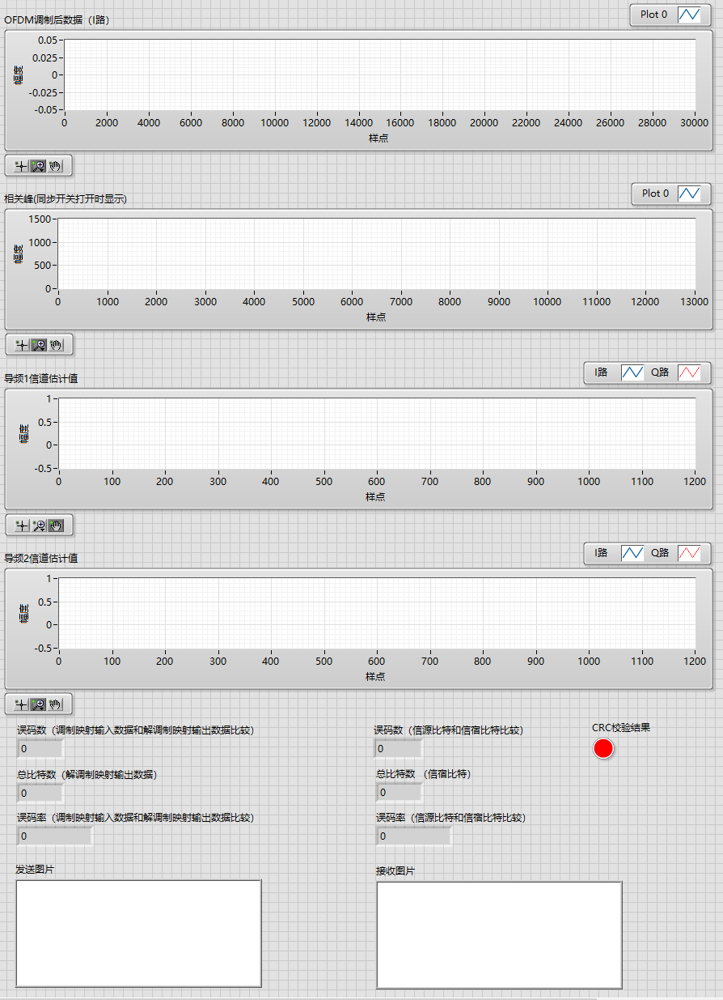 OFDM调制后数据（I路）
Plot 0
幅度
0.05
0.025
0
-0.025
-0.05
0 2000 4000 6000 8000 10000 12000 14000 16000 18000 20000 22000 24000 26000 28000 30000
样点
相关峰(同步开关打开时显示)
Plot 0
幅度
1500
1000
500
0
0 1000 2000 3000 4000 5000 6000 7000 8000 9000 10000 11000 12000 13000
样点
导频1信道估计值
I路 Q路
幅度
1
0.5
0
-0.5
0 100 200 300 400 500 600 700 800 900 1000 1100 1200
样点
导频2信道估计值
I路 Q路
幅度
1
0.5
0
-0.5
0 100 200 300 400 500 600 700 800 900 1000 1100 1200
样点
误码数（调制映射输入数据和解调制映射输出数据比较）
0
总比特数（解调制映射输出数据）
0
误码率（调制映射输入数据和解调制映射输出数据比较）
0
误码数（信源比特和信宿比特比较）
0
总比特数 （信宿比特）
0
误码率（信源比特和信宿比特比较）
0
CRC校验结果
发送图片
接收图片